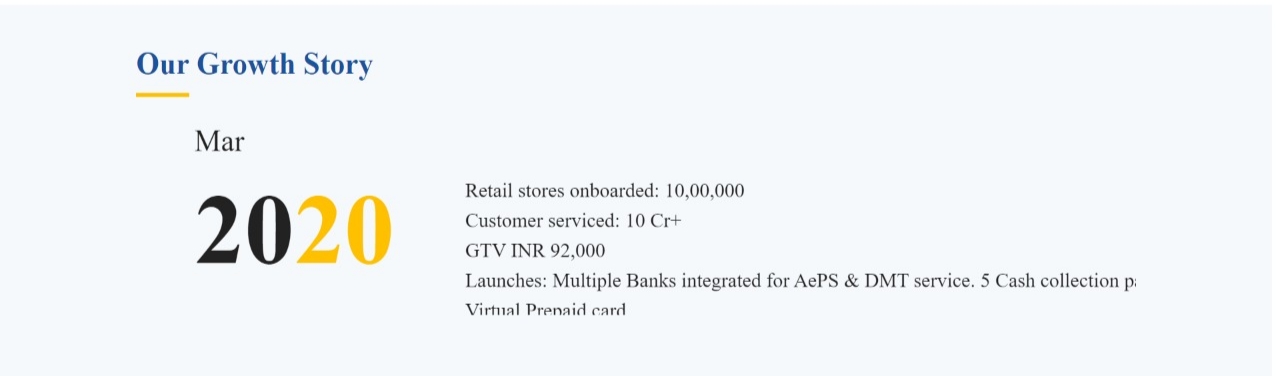 Our Growth Story
Mar
2020
Retail stores onboarded: 10,00,000
Customer serviced: 10 Cr+
GTV INR 92,000
Launches: Multiple Banks integrated for AePS & DMT service. 5 Cash collection
Virtual Prepaid card